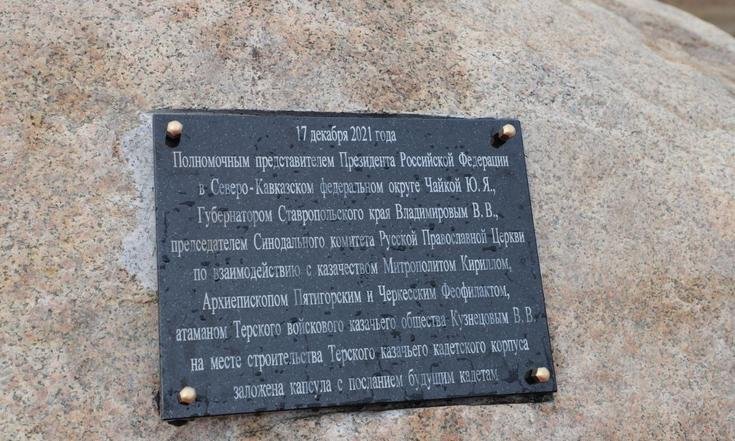 17 декабря 2021 года
Полномочным представителем Президента Российской Федерации
в Северо-Кавказском федеральном округе Чайкой Ю.Я.,
Губернатором Ставропольского края Владимировым В.В.,
председателем Синодального комитета Русской Православной Церкви
по взаимодействию с казачеством Митрополитом Кириллом,
Архиепископом Пятигорским и Черкесским Феофилактом,
атаманом Терского войскового казачьего общества Кузнецовым В.В.
на месте строительства Терского казачьего кадетского корпуса
заложена капсула с посланием будущим кадетам